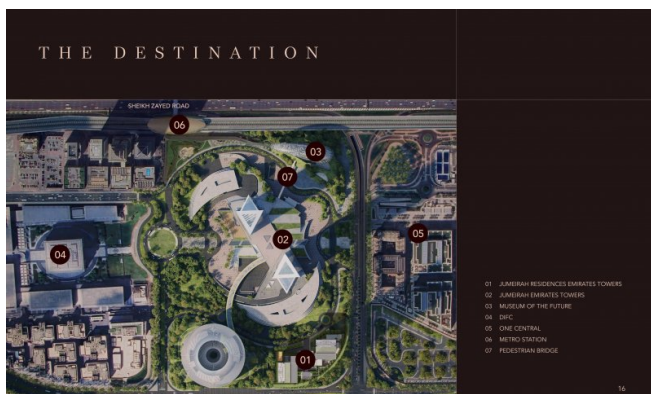 THE DESTINATION
SHEIKH ZAYED ROAD
06
03
07
02
05
04
01
01 JUMEIRAH RESIDENCES EMIRATES TOWERS
02 JUMEIRAH EMIRATES TOWERS
03 MUSEUM OF THE FUTURE
04 DIFC
05 ONE CENTRAL
06 METRO STATION
07 PEDESTRIAN BRIDGE
16